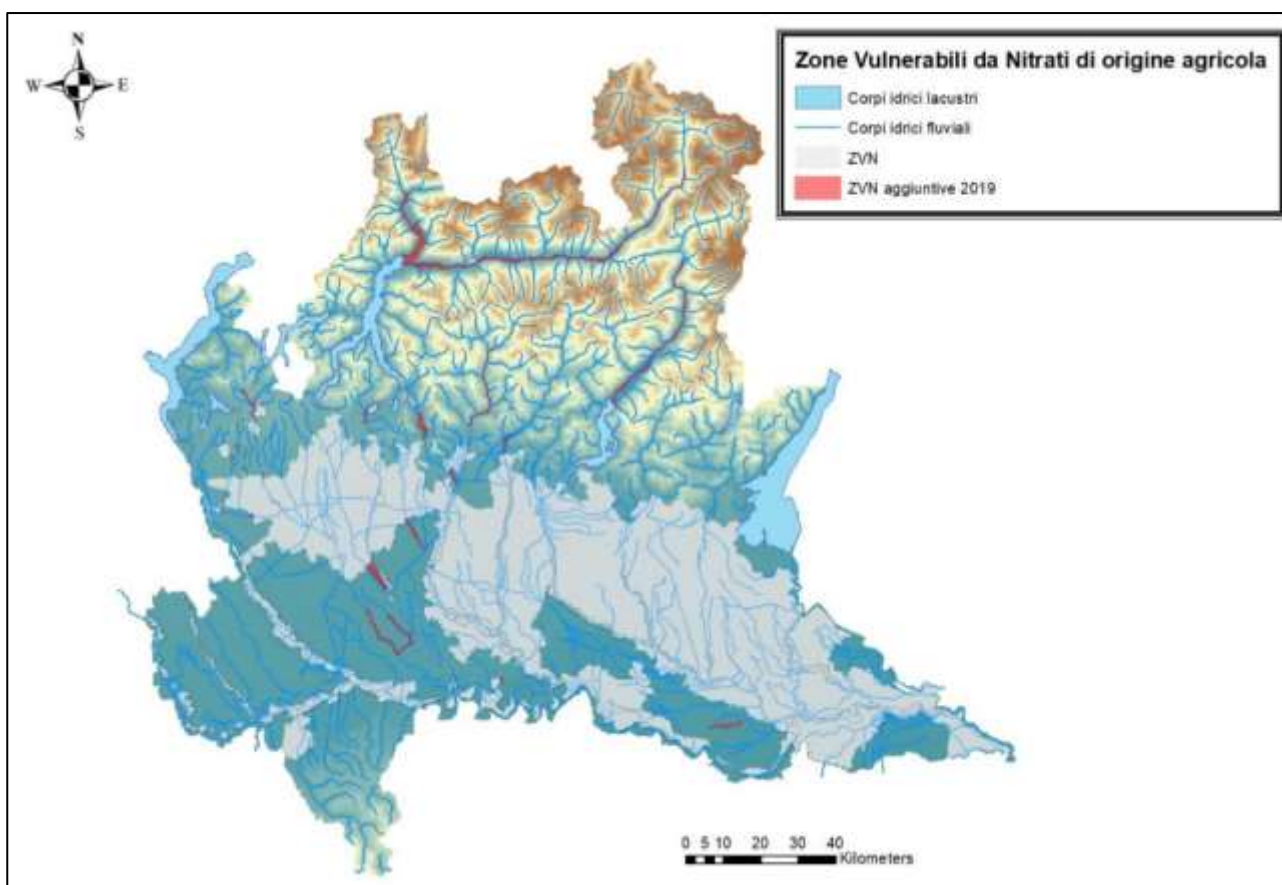 N
W E
S
Zone Vulnerabili da Nitrati di origine agricola
Corpi idrici lacustri
Corpi idrici fluviali
ZVN
ZVN aggiuntive 2019
0 5 10 20 30 40
Kilometers